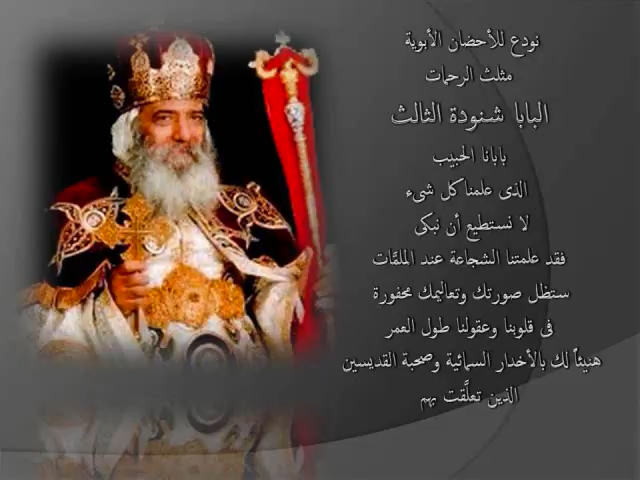 نودع للأحضان الأبوية
مثلث الرحمات
البابا شنودة الثالث
بابانا الحبيب
الذى علمنا كل شىء
لا نستطيع أن نبكى
فقد علمتنا الشجاعة عند الملمَّات
ستظل صورتك وتعاليمك محفورة
فى قلوبنا وعقولنا طول العمر
هنيئاً لك بالأخدار السمائية وصحبة القديسين
الذين تعلَّقت بهم